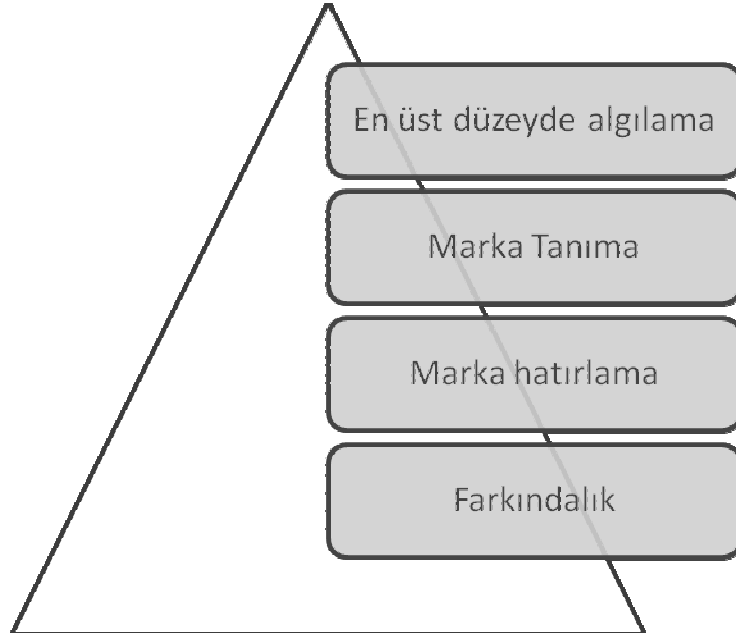 En üst düzeyde algılama
Marka Tanıma
Marka hatırlama
Farkındalık